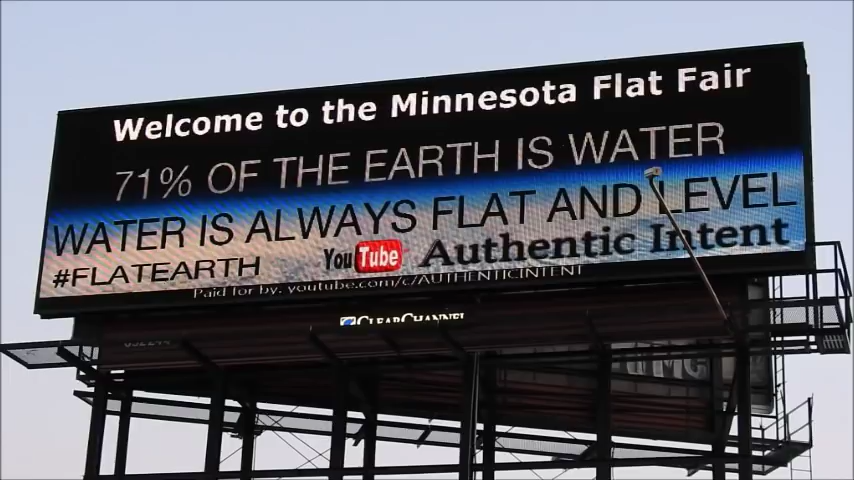 Welcome to the Minnesota Flat Fair
71% OF THE EARTH IS WATER
WATER IS ALWAYS FLAT AND LEVEL
#FLATEARTH YouTube Authentic Intent
Paid for by: youtube.com/c/AUTHENTICINTENT
CLEARCHANNEL